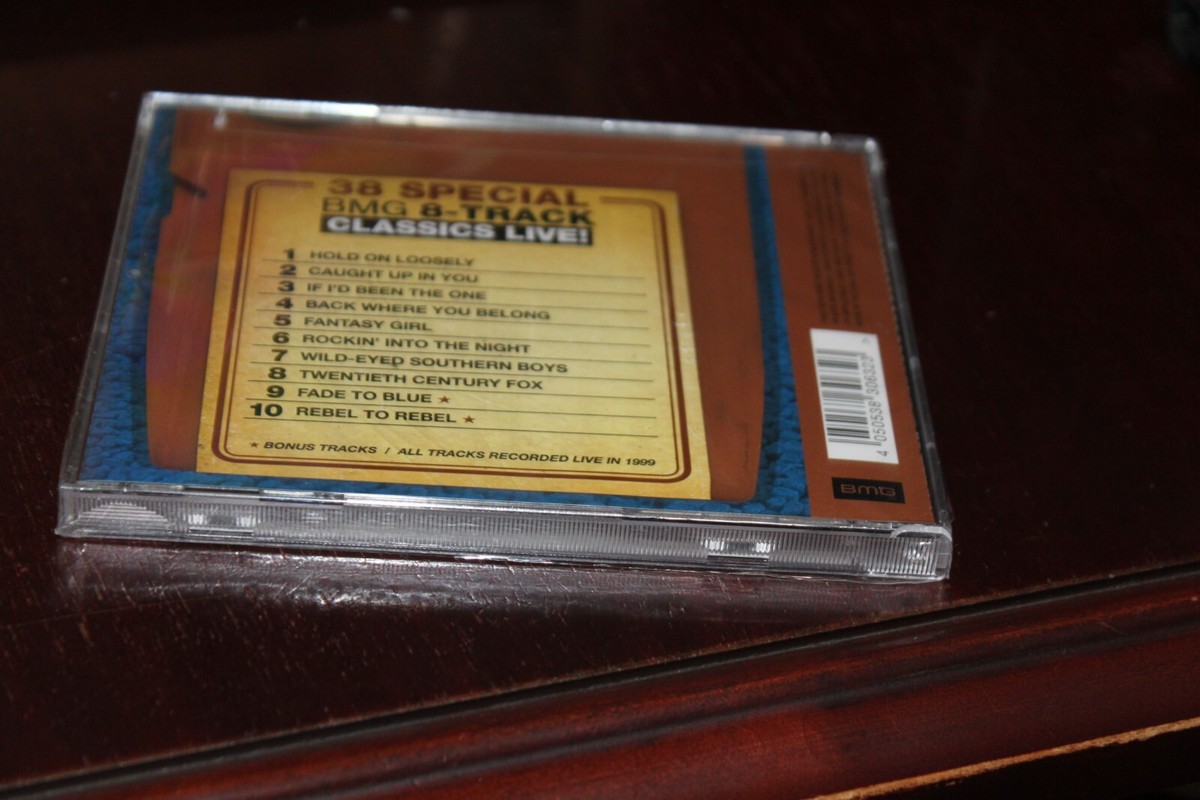 38 SPECIAL
BMG 8-TRACK
CLASSICS LIVE!
1 HOLD ON LOOSELY
2 CAUGHT UP IN YOU
3 IF I'D BEEN THE ONE
4 BACK WHERE YOU BELONG
5 FANTASY GIRL
6 ROCKIN' INTO THE NIGHT
7 WILD-EYED SOUTHERN BOYS
8 TWENTIETH CENTURY FOX
9 FADE TO BLUE ★
10 REBEL TO REBEL ★
★ BONUS TRACKS / ALL TRACKS RECORDED LIVE IN 1999
4 050538 306323 >
BMG